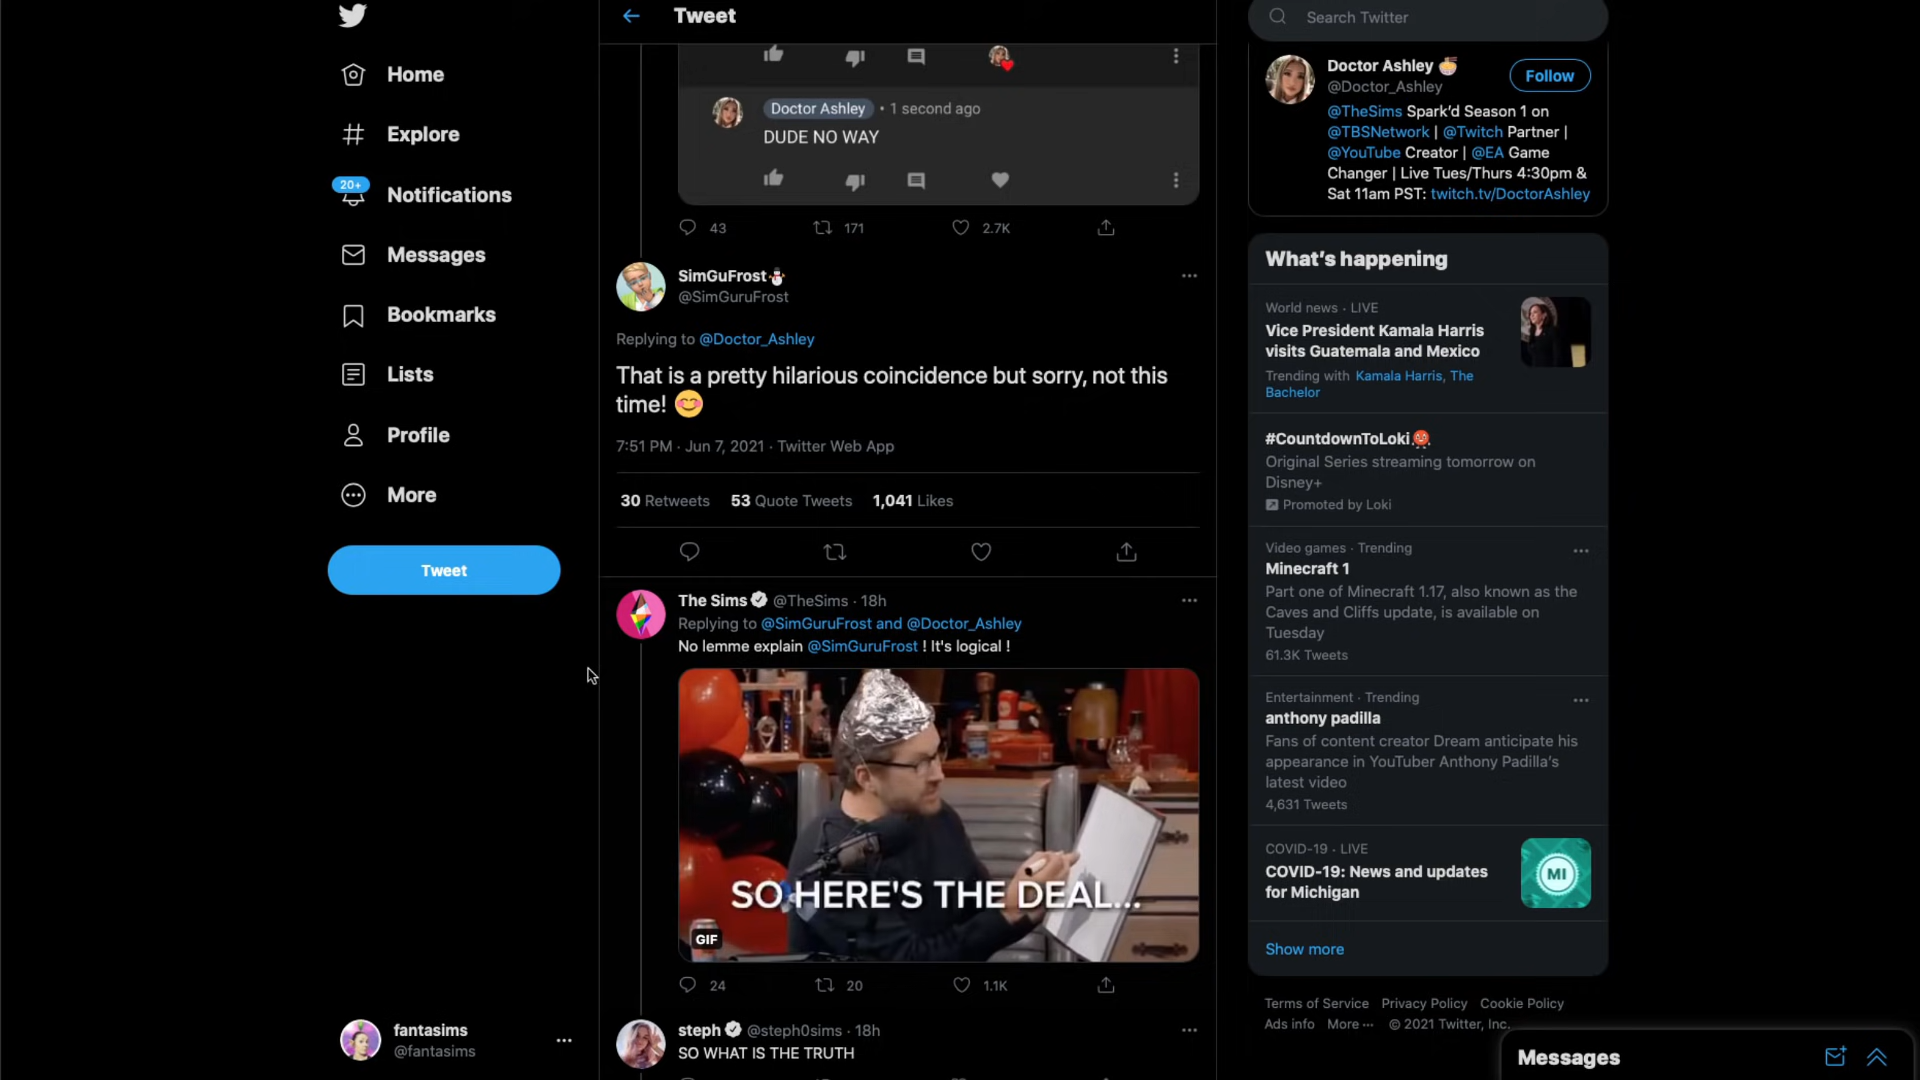 Home
Explore
20+
Notifications
Messages
Bookmarks
Lists
Profile
More
Tweet
fantasims
@fantasims
Tweet
Doctor Ashley • 1 second ago
DUDE NO WAY
43 171 2.7K
SimGuFrost⛄
@SimGuruFrost
Replying to @Doctor_Ashley
That is a pretty hilarious coincidence but sorry, not this
time! 😊
7:51 PM · Jun 7, 2021 · Twitter Web App
30 Retweets 53 Quote Tweets 1,041 Likes
The Sims @TheSims · 18h
Replying to @SimGuruFrost and @Doctor_Ashley
No lemme explain @SimGuruFrost ! It's logical !
SO HERE'S THE DEAL...
GIF
24 20 1.1K
steph @steph0sims · 18h
SO WHAT IS THE TRUTH
Search Twitter
Doctor Ashley 🍜
@Doctor_Ashley
Follow
@TheSims Spark'd Season 1 on
@TBSNetwork | @Twitch Partner |
@YouTube Creator | @EA Game
Changer | Live Tues/Thurs 4:30pm &
Sat 11am PST: twitch.tv/DoctorAshley
What's happening
World news · LIVE
Vice President Kamala Harris
visits Guatemala and Mexico
Trending with Kamala Harris, The
Bachelor
#CountdownToLoki
Original Series streaming tomorrow on
Disney+
Promoted by Loki
Video games · Trending
Minecraft 1
Part one of Minecraft 1.17, also known as the
Caves and Cliffs update, is available on
Tuesday
61.3K Tweets
Entertainment · Trending
anthony padilla
Fans of content creator Dream anticipate his
appearance in YouTuber Anthony Padilla's
latest video
4,631 Tweets
COVID-19 · LIVE
COVID-19: News and updates
for Michigan
MI
Show more
Terms of Service Privacy Policy Cookie Policy
Ads info More ··· © 2021 Twitter, Inc.
Messages